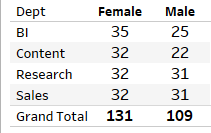 Dept Female Male
BI 35 25
Content 32 22
Research 32 31
Sales 32 31
Grand Total 131 109